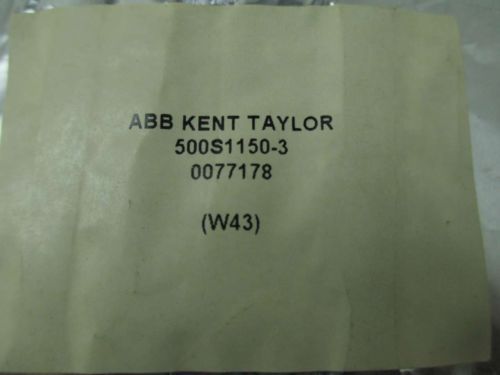 ABB KENT TAYLOR
500S1150-3
0077178
(W43)